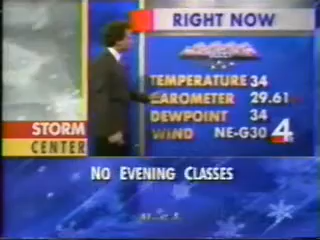 RIGHT NOW
TEMPERATURE 34
BAROMETER 29.61
DEWPOINT 34
WIND NE-G30
4
STORM
CENTER
NO EVENING CLASSES